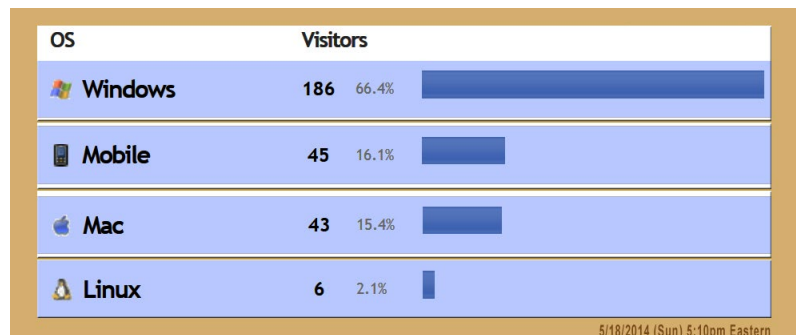 OS Visitors
Windows 186 66.4%
Mobile 45 16.1%
Mac 43 15.4%
Linux 6 2.1%
5/18/2014 (Sun) 5:10pm Eastern